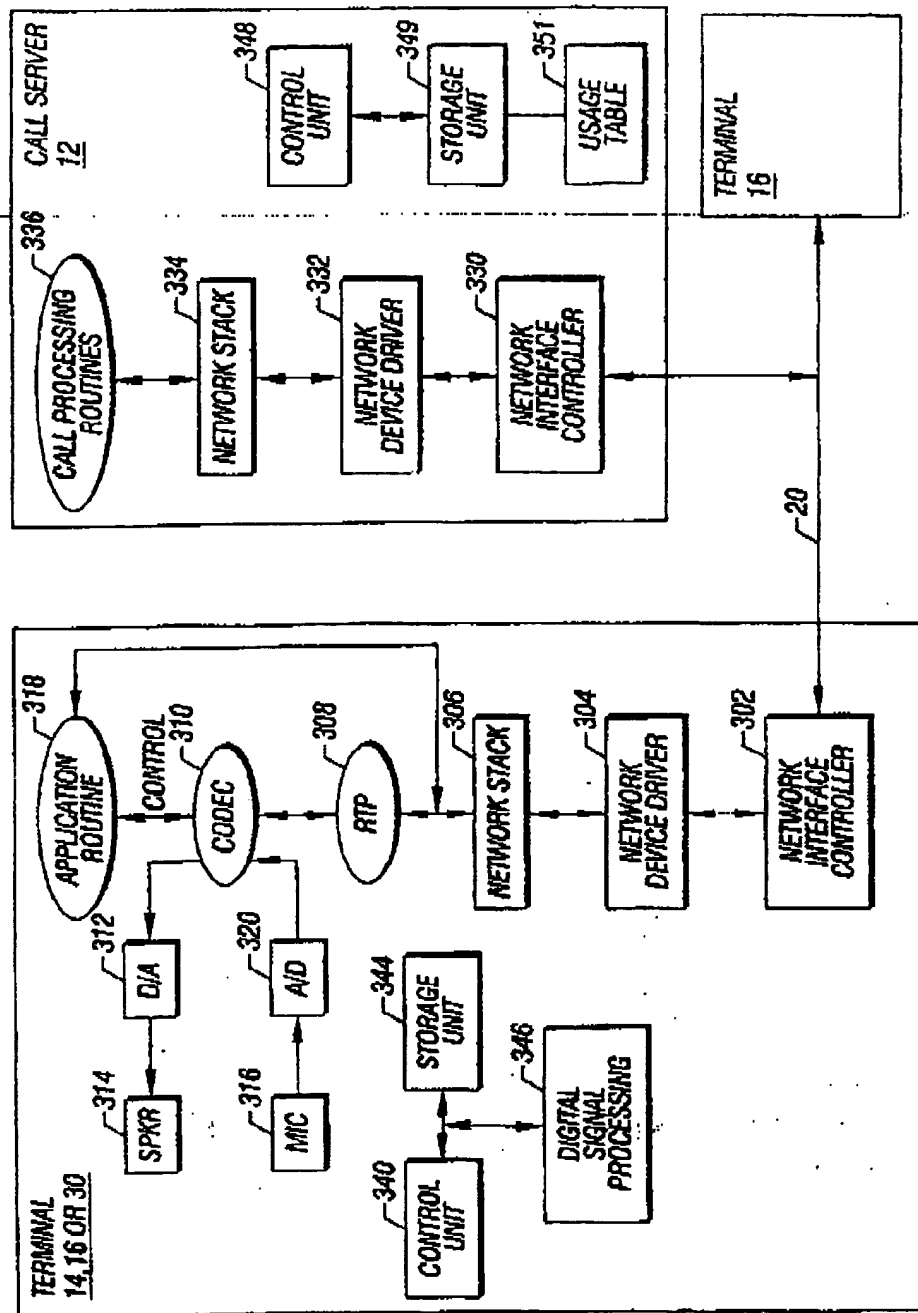 TERMINAL
14, 16 OR 30
APPLICATION
ROUTINE
318
CONTROL
CODEC
310
D/A
312
SPKR
314
RTP
308
A/D
320
MIC
316
NETWORK STACK
306
STORAGE
UNIT
344
CONTROL
UNIT
340
NETWORK
DEVICE DRIVER
304
DIGITAL
SIGNAL
PROCESSING
346
NETWORK
INTERFACE
CONTROLLER
302
20
CALL SERVER
12
CALL PROCESSING
ROUTINES
336
NETWORK STACK
334
CONTROL
UNIT
348
NETWORK
DEVICE DRIVER
332
STORAGE
UNIT
349
NETWORK
INTERFACE
CONTROLLER
330
USAGE
TABLE
351
TERMINAL
16